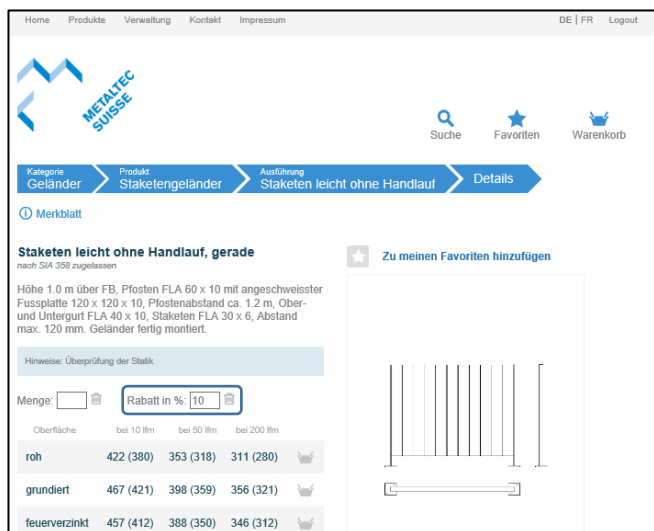 Home Produkte Verwaltung Kontakt Impressum DE | FR Logout
METALTEC
SUISSE
Suche Favoriten Warenkorb
Kategorie Produkt Ausführung
Geländer Staketengeländer Staketen leicht ohne Handlauf Details
Merkblatt
Staketen leicht ohne Handlauf, gerade
nach SIA 358 zugelassen
Zu meinen Favoriten hinzufügen
Höhe 1.0 m über FB, Pfosten FLA 60 x 10 mit angeschweisster
Fussplatte 120 x 120 x 10, Pfostenabstand ca. 1.2 m, Ober-
und Untergurt FLA 40 x 10, Staketen FLA 30 x 6, Abstand
max. 120 mm. Geländer fertig montiert.
Hinweise: Überprüfung der Statik
Menge: Rabatt in %: 10
Oberfläche bei 10 lfm bei 50 lfm bei 200 lfm
roh 422 (380) 353 (318) 311 (280)
grundiert 467 (421) 398 (359) 356 (321)
feuerverzinkt 457 (412) 388 (350) 346 (312)